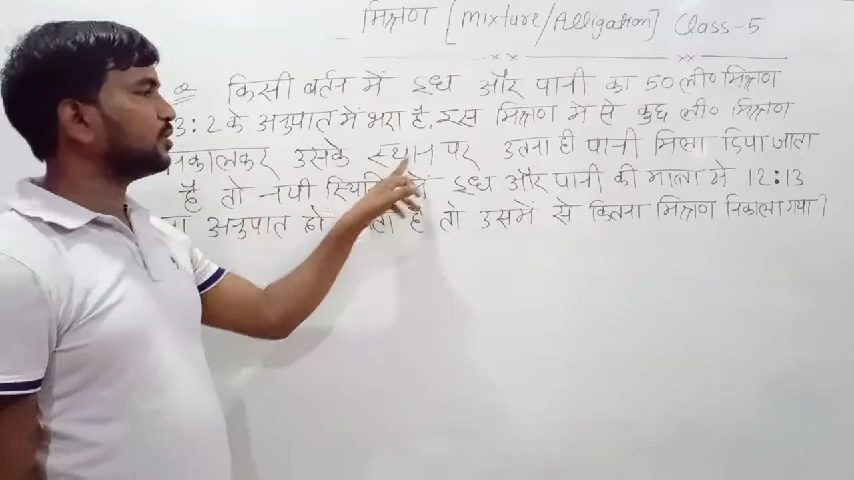 मिश्रण [Mixture/Alligation] Class-5
Q किसी बर्तन में दूध और पानी का 50 ली० मिश्रण
3:2 के अनुपात में भरा है, इस मिश्रण में से कुछ ली० मिश्रण
निकालकर उसके स्थान पर उतना ही पानी मिला दिया जाता
है तो नयी स्थिति में दूध और पानी की मात्रा में 12:13
का अनुपात हो जाता है तो उसमें से कितना मिश्रण निकाला गया?